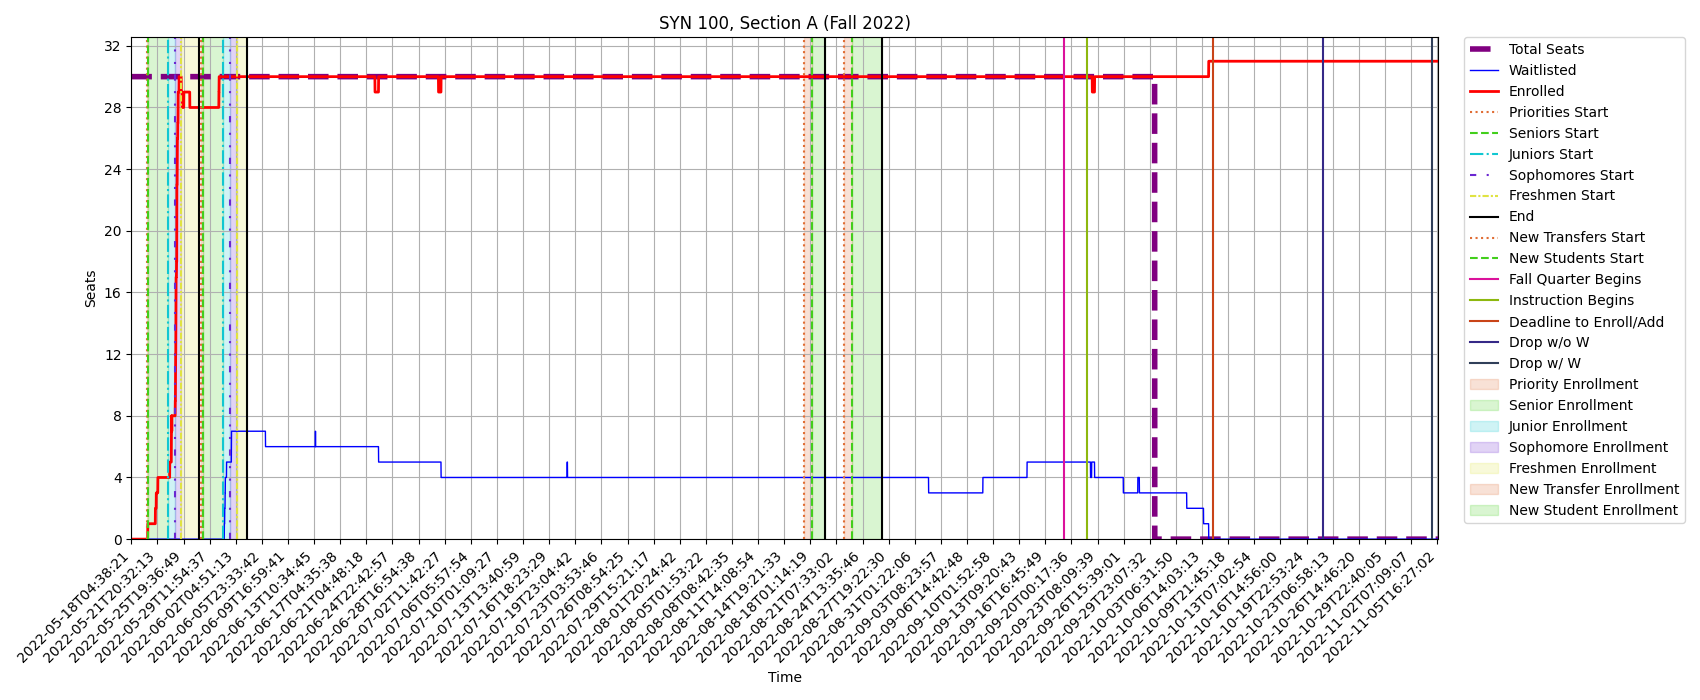 SYN 100, Section A (Fall 2022)
32
28
24
20
16
12
8
4
0
Seats
2022-05-18T04:38:21
2022-05-21T20:32:13
2022-05-25T19:36:49
2022-05-29T11:54:37
2022-06-02T04:51:13
2022-06-05T23:33:42
2022-06-09T16:59:41
2022-06-13T10:34:45
2022-06-17T04:35:38
2022-06-21T04:48:18
2022-06-24T22:42:57
2022-06-28T16:54:38
2022-07-02T11:42:27
2022-07-06T05:57:54
2022-07-10T01:09:27
2022-07-13T13:40:59
2022-07-16T18:23:29
2022-07-19T23:04:42
2022-07-23T03:53:46
2022-07-26T08:54:25
2022-07-29T15:21:17
2022-08-01T20:24:42
2022-08-05T01:53:22
2022-08-08T08:42:35
2022-08-11T14:08:54
2022-08-14T19:21:33
2022-08-18T01:14:19
2022-08-21T07:33:02
2022-08-24T13:35:46
2022-08-27T19:22:30
2022-08-31T01:22:06
2022-09-03T08:23:57
2022-09-06T14:42:48
2022-09-10T01:52:58
2022-09-13T09:20:43
2022-09-16T16:45:49
2022-09-20T00:17:36
2022-09-23T08:09:39
2022-09-26T15:39:01
2022-09-29T23:07:32
2022-10-03T06:31:50
2022-10-06T14:03:13
2022-10-09T21:45:18
2022-10-13T07:02:54
2022-10-16T14:56:00
2022-10-19T22:53:24
2022-10-23T06:58:13
2022-10-26T14:46:20
2022-10-29T22:40:05
2022-11-02T07:09:07
2022-11-05T16:27:02
Time
Total Seats
Waitlisted
Enrolled
Priorities Start
Seniors Start
Juniors Start
Sophomores Start
Freshmen Start
End
New Transfers Start
New Students Start
Fall Quarter Begins
Instruction Begins
Deadline to Enroll/Add
Drop w/o W
Drop w/ W
Priority Enrollment
Senior Enrollment
Junior Enrollment
Sophomore Enrollment
Freshmen Enrollment
New Transfer Enrollment
New Student Enrollment